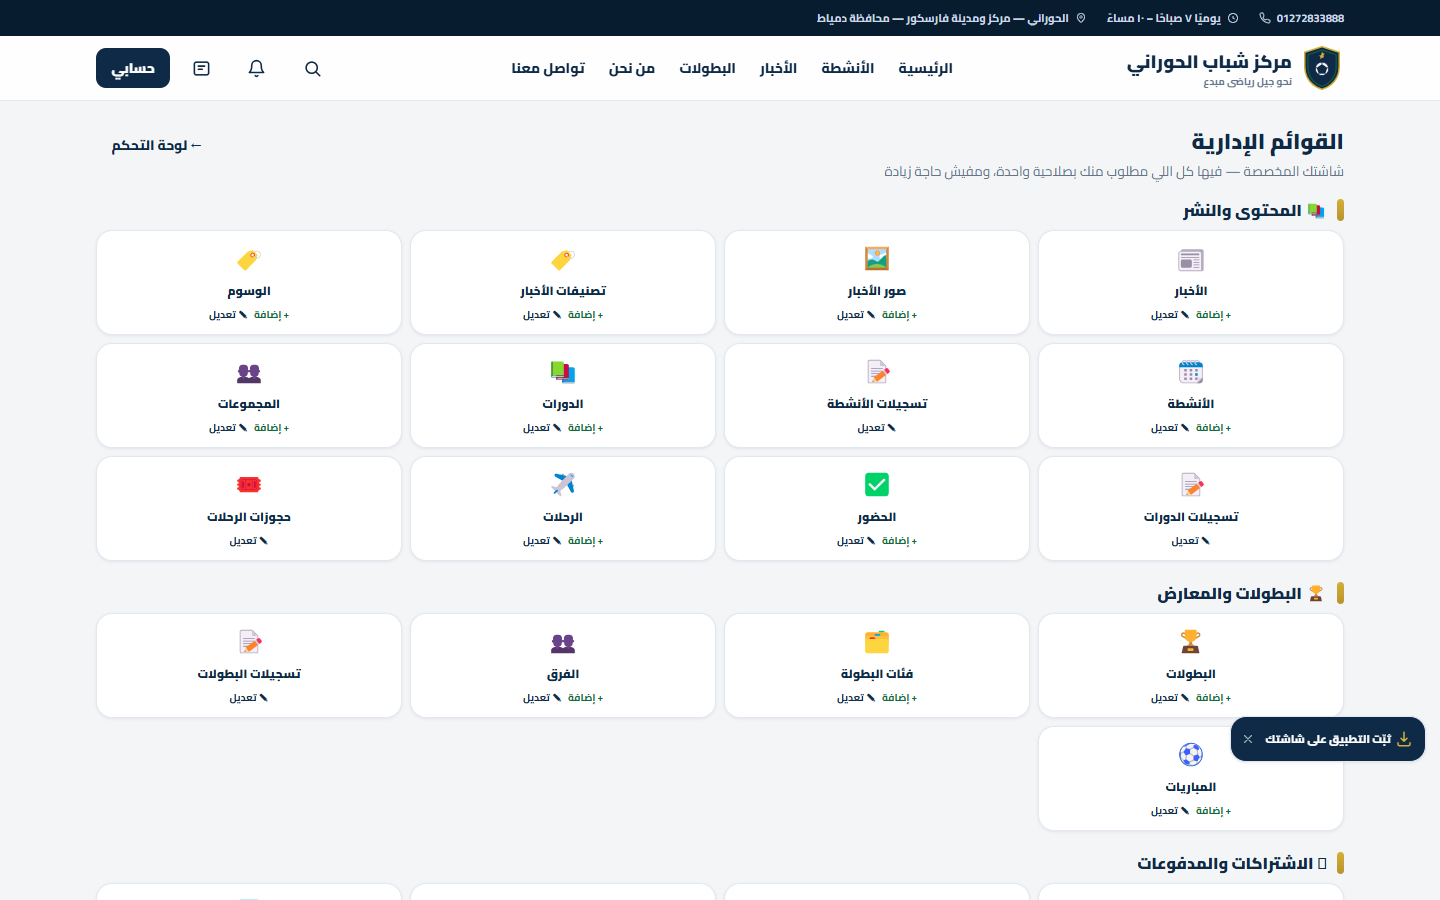 01272833888
يوميًا ٧ صباحًا – ١٠ مساءً
الحوراني — مركز ومدينة فارسكور — محافظة دمياط
مركز شباب الحوراني
نحو جيل رياضي مبدع
الرئيسية
الأنشطة
الأخبار
البطولات
من نحن
تواصل معنا
حسابي
القوائم الإدارية
← لوحة التحكم
شاشتك المخصصة — فيها كل اللي مطلوب منك بصلاحية واحدة، ومفيش حاجة زيادة
المحتوى والنشر
الأخبار
+ إضافة تعديل
صور الأخبار
+ إضافة تعديل
تصنيفات الأخبار
+ إضافة تعديل
الوسوم
+ إضافة تعديل
الأنشطة
+ إضافة تعديل
تسجيلات الأنشطة
تعديل
الدورات
+ إضافة تعديل
المجموعات
+ إضافة تعديل
تسجيلات الدورات
تعديل
الحضور
+ إضافة تعديل
الرحلات
+ إضافة تعديل
حجوزات الرحلات
تعديل
البطولات والمعارض
البطولات
+ إضافة تعديل
فئات البطولة
+ إضافة تعديل
الفرق
+ إضافة تعديل
تسجيلات البطولات
تعديل
ثبّت التطبيق على شاشتك
المباريات
+ إضافة تعديل
الاشتراكات والمدفوعات